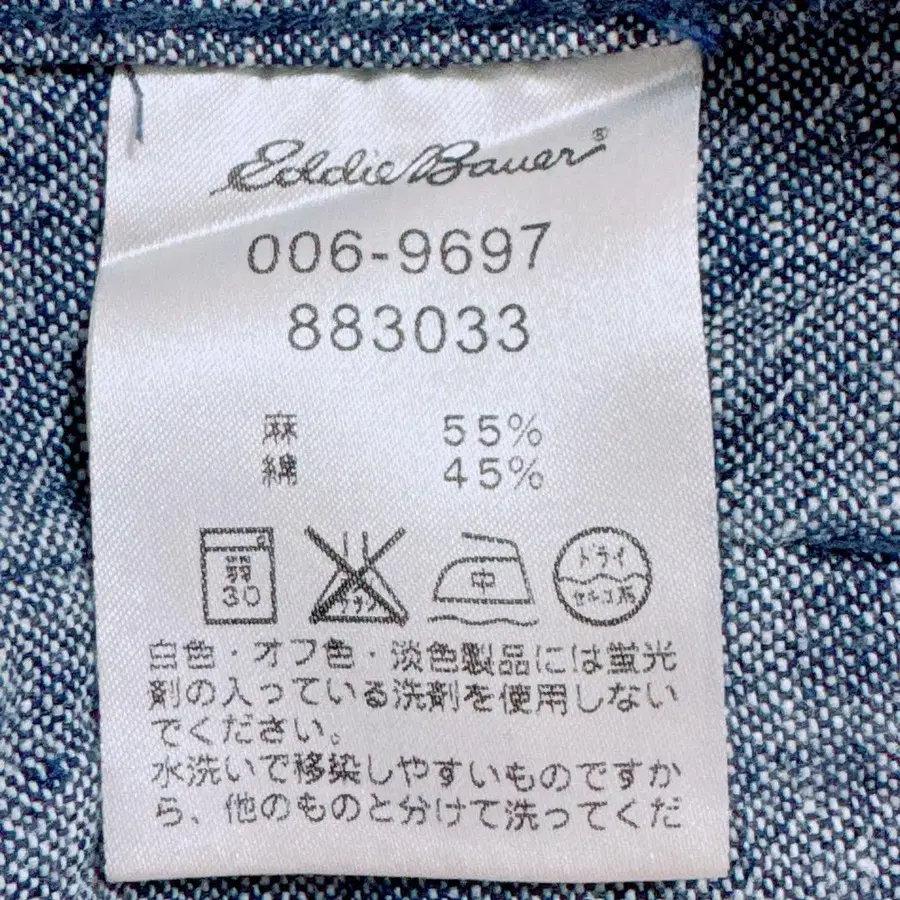 Eddie Bauer®
006-9697
883033
麻 55%
綿 45%
弱 30
中
ドライ
セキユ系
白色・オフ色・淡色製品には蛍光
剤の入っている洗剤を使用しない
でください。
水洗いで移染しやすいものですか
ら、他のものと分けて洗ってくだ